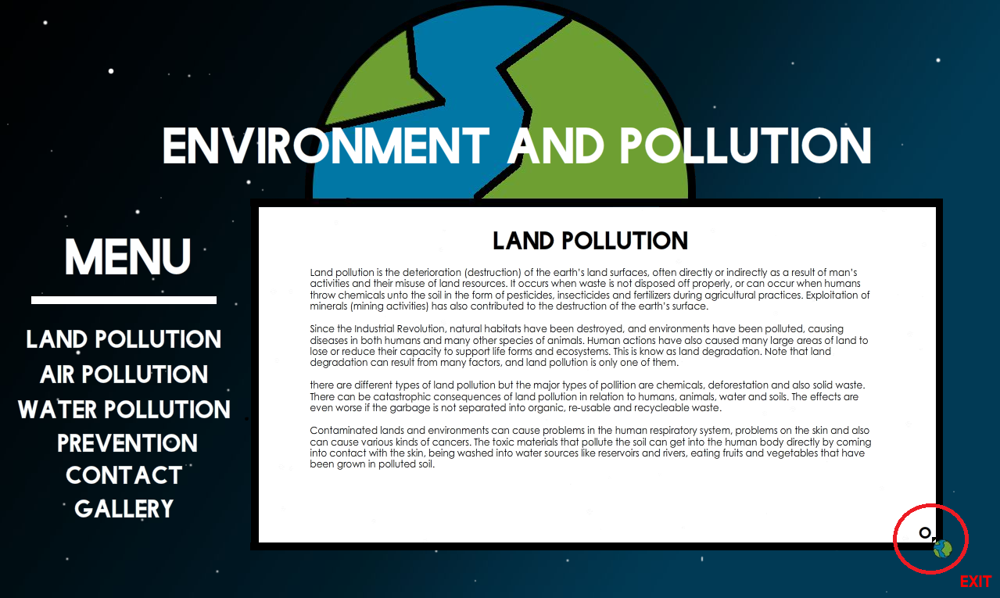 ENVIRONMENT AND POLLUTION
MENU
LAND POLLUTION
AIR POLLUTION
WATER POLLUTION
PREVENTION
CONTACT
GALLERY
LAND POLLUTION
Land pollution is the deterioration (destruction) of the earth's land surfaces, often directly or indirectly as a result of man's
activities and their misuse of land resources. It occurs when waste is not disposed off properly, or can occur when humans
throw chemicals unto the soil in the form of pesticides, insecticides and fertilizers during agricultural practices. Exploitation of
minerals (mining activities) has also contributed to the destruction of the earth's surface.
Since the Industrial Revolution, natural habitats have been destroyed, and environments have been polluted, causing
diseases in both humans and many other species of animals. Human actions have also caused many large areas of land to
lose or reduce their capacity to support life forms and ecosystems. This is know as land degradation. Note that land
degradation can result from many factors, and land pollution is only one of them.
there are different types of land pollution but the major types of pollition are chemicals, deforestation and also solid waste.
There can be catastrophic consequences of land pollution in relation to humans, animals, water and soils. The effects are
even worse if the garbage is not separated into organic, re-usable and recycleable waste.
Contaminated lands and environments can cause problems in the human respiratory system, problems on the skin and also
can cause various kinds of cancers. The toxic materials that pollute the soil can get into the human body directly by coming
into contact with the skin, being washed into water sources like reservoirs and rivers, eating fruits and vegetables that have
been grown in polluted soil.
EXIT